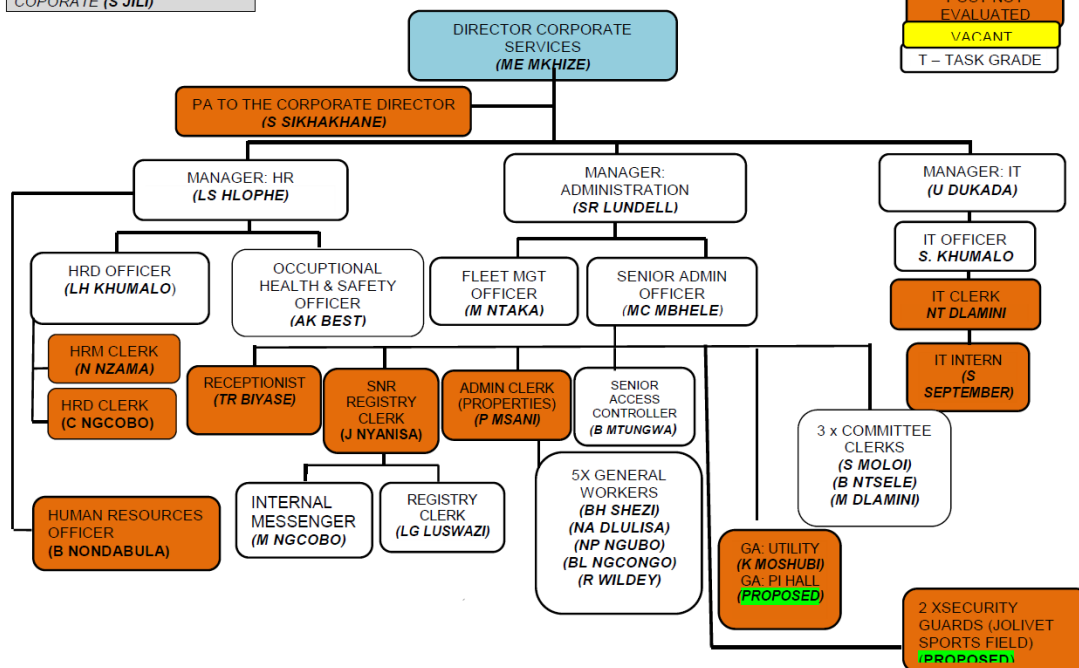 COPORATE (S JILI)
EVALUATED
VACANT
T – TASK GRADE
DIRECTOR CORPORATE
SERVICES
(ME MKHIZE)
PA TO THE CORPORATE DIRECTOR
(S SIKHAKHANE)
MANAGER: HR
(LS HLOPHE)
MANAGER:
ADMINISTRATION
(SR LUNDELL)
MANAGER: IT
(U DUKADA)
HRD OFFICER
(LH KHUMALO)
OCCUPTIONAL
HEALTH & SAFETY
OFFICER
(AK BEST)
FLEET MGT
OFFICER
(M NTAKA)
SENIOR ADMIN
OFFICER
(MC MBHELE)
IT OFFICER
S. KHUMALO
IT CLERK
NT DLAMINI
IT INTERN
(S
SEPTEMBER)
HRM CLERK
(N NZAMA)
HRD CLERK
(C NGCOBO)
RECEPTIONIST
(TR BIYASE)
SNR
REGISTRY
CLERK
(J NYANISA)
ADMIN CLERK
(PROPERTIES)
(P MSANI)
SENIOR
ACCESS
CONTROLLER
(B MTUNGWA)
3 x COMMITTEE
CLERKS
(S MOLOI)
(B NTSELE)
(M DLAMINI)
INTERNAL
MESSENGER
(M NGCOBO)
REGISTRY
CLERK
(LG LUSWAZI)
5X GENERAL
WORKERS
(BH SHEZI)
(NA DLULISA)
(NP NGUBO)
(BL NGCONGO)
(R WILDEY)
HUMAN RESOURCES
OFFICER
(B NONDABULA)
GA: UTILITY
(K MOSHUBI)
GA: PI HALL
(PROPOSED)
2 XSECURITY
GUARDS (JOLIVET
SPORTS FIELD)
(PROPOSED)